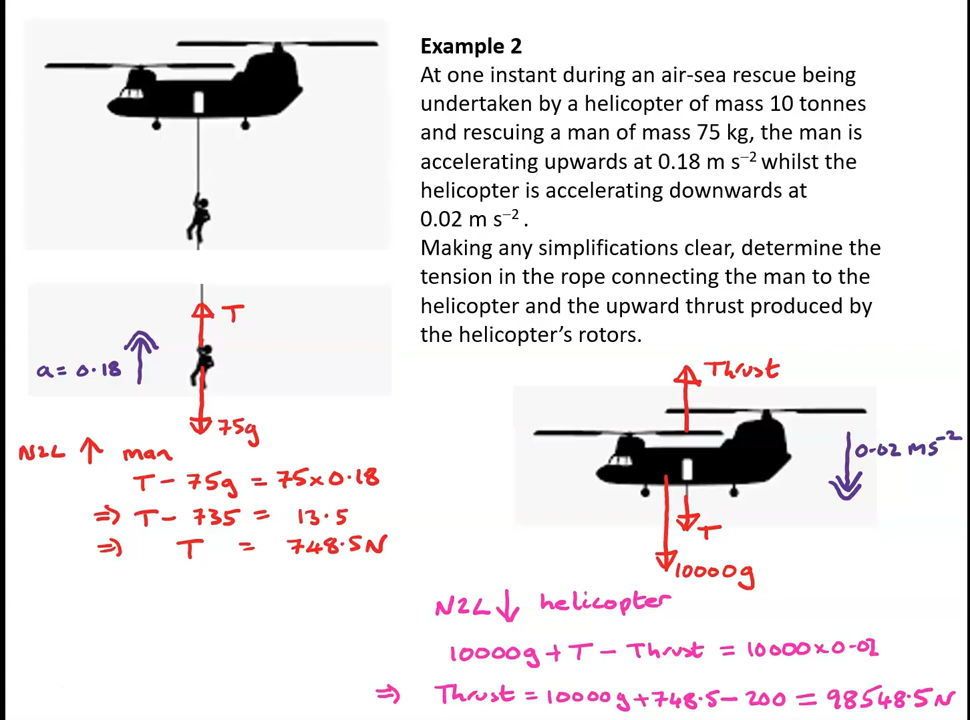 Example 2
At one instant during an air-sea rescue being
undertaken by a helicopter of mass 10 tonnes
and rescuing a man of mass 75 kg, the man is
accelerating upwards at 0.18 m s⁻² whilst the
helicopter is accelerating downwards at
0.02 m s⁻² .
Making any simplifications clear, determine the
tension in the rope connecting the man to the
helicopter and the upward thrust produced by
the helicopter's rotors.
T
a = 0.18
75g
N2L ↑ man
T - 75g = 75×0.18
⇒ T - 735 = 13.5
⇒ T = 748.5N
Thrust
0.02 ms⁻²
T
10000g
N2L ↓ helicopter
10000g + T - Thrust = 10000×0.02
⇒ Thrust = 10000g + 748.5 - 200 = 98548.5N